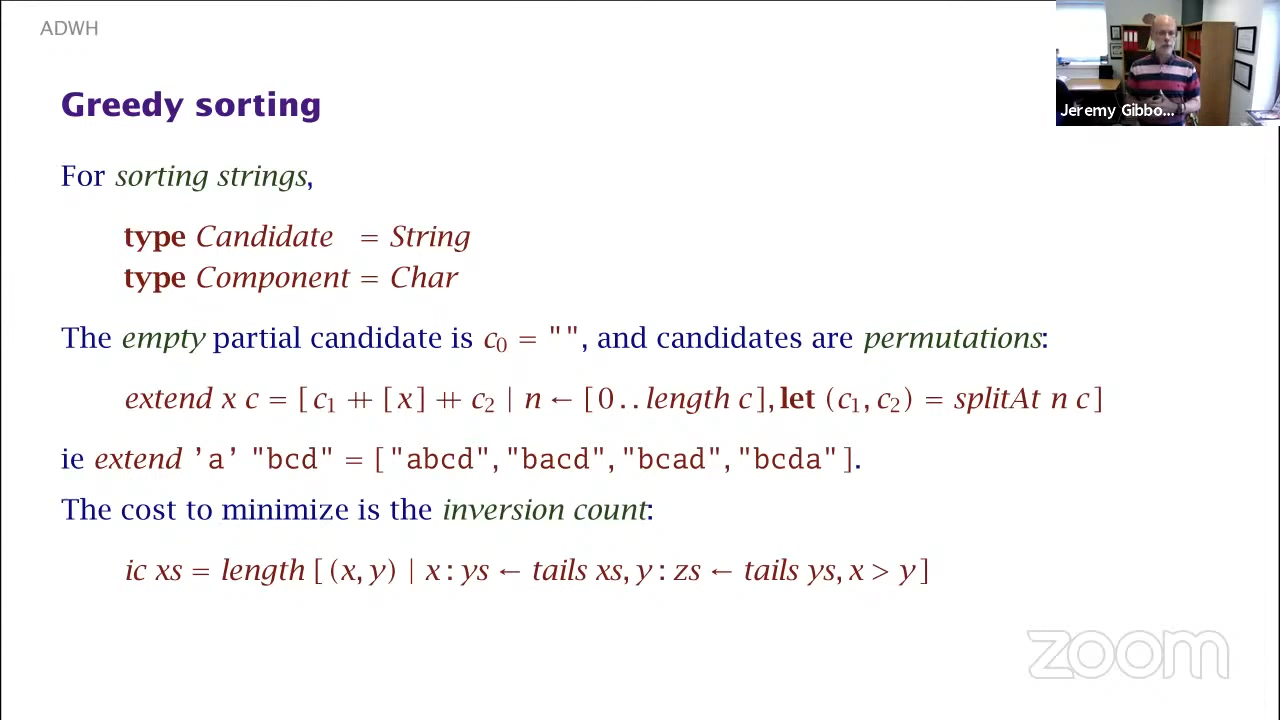 ADWH
Jeremy Gibbo...
Greedy sorting
For sorting strings,
type Candidate = String
type Component = Char
The empty partial candidate is c₀ = "", and candidates are permutations:
extend x c = [c₁ ++ [x] ++ c₂ | n ← [0..length c], let (c₁, c₂) = splitAt n c]
ie extend 'a' "bcd" = ["abcd", "bacd", "bcad", "bcda"].
The cost to minimize is the inversion count:
ic xs = length [(x, y) | x : ys ← tails xs, y : zs ← tails ys, x > y]
zoom